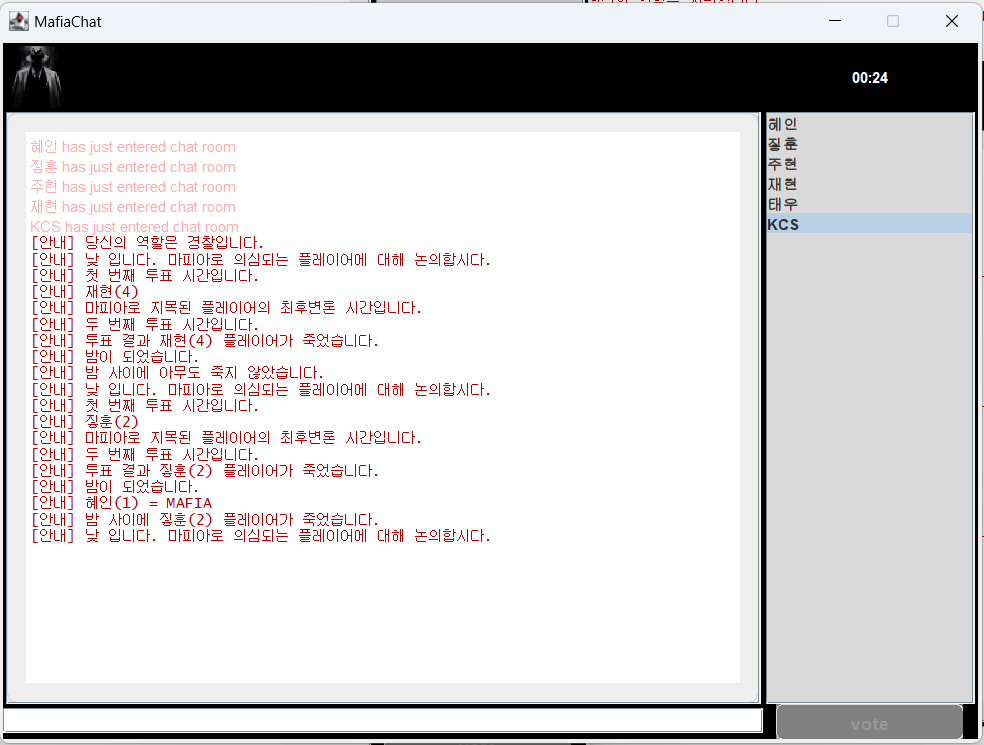 MafiaChat
00:24
혜인 has just entered chat room
징훈 has just entered chat room
주현 has just entered chat room
재현 has just entered chat room
KCS has just entered chat room
[안내] 당신의 역할은 경찰입니다.
[안내] 낮 입니다. 마피아로 의심되는 플레이어에 대해 논의합시다.
[안내] 첫 번째 투표 시간입니다.
[안내] 재현(4)
[안내] 마피아로 지목된 플레이어의 최후변론 시간입니다.
[안내] 두 번째 투표 시간입니다.
[안내] 투표 결과 재현(4) 플레이어가 죽었습니다.
[안내] 밤이 되었습니다.
[안내] 밤 사이에 아무도 죽지 않았습니다.
[안내] 낮 입니다. 마피아로 의심되는 플레이어에 대해 논의합시다.
[안내] 첫 번째 투표 시간입니다.
[안내] 징훈(2)
[안내] 마피아로 지목된 플레이어의 최후변론 시간입니다.
[안내] 두 번째 투표 시간입니다.
[안내] 투표 결과 징훈(2) 플레이어가 죽었습니다.
[안내] 밤이 되었습니다.
[안내] 혜인(1) = MAFIA
[안내] 밤 사이에 징훈(2) 플레이어가 죽었습니다.
[안내] 낮 입니다. 마피아로 의심되는 플레이어에 대해 논의합시다.
혜인
징훈
주현
재현
태우
KCS
vote